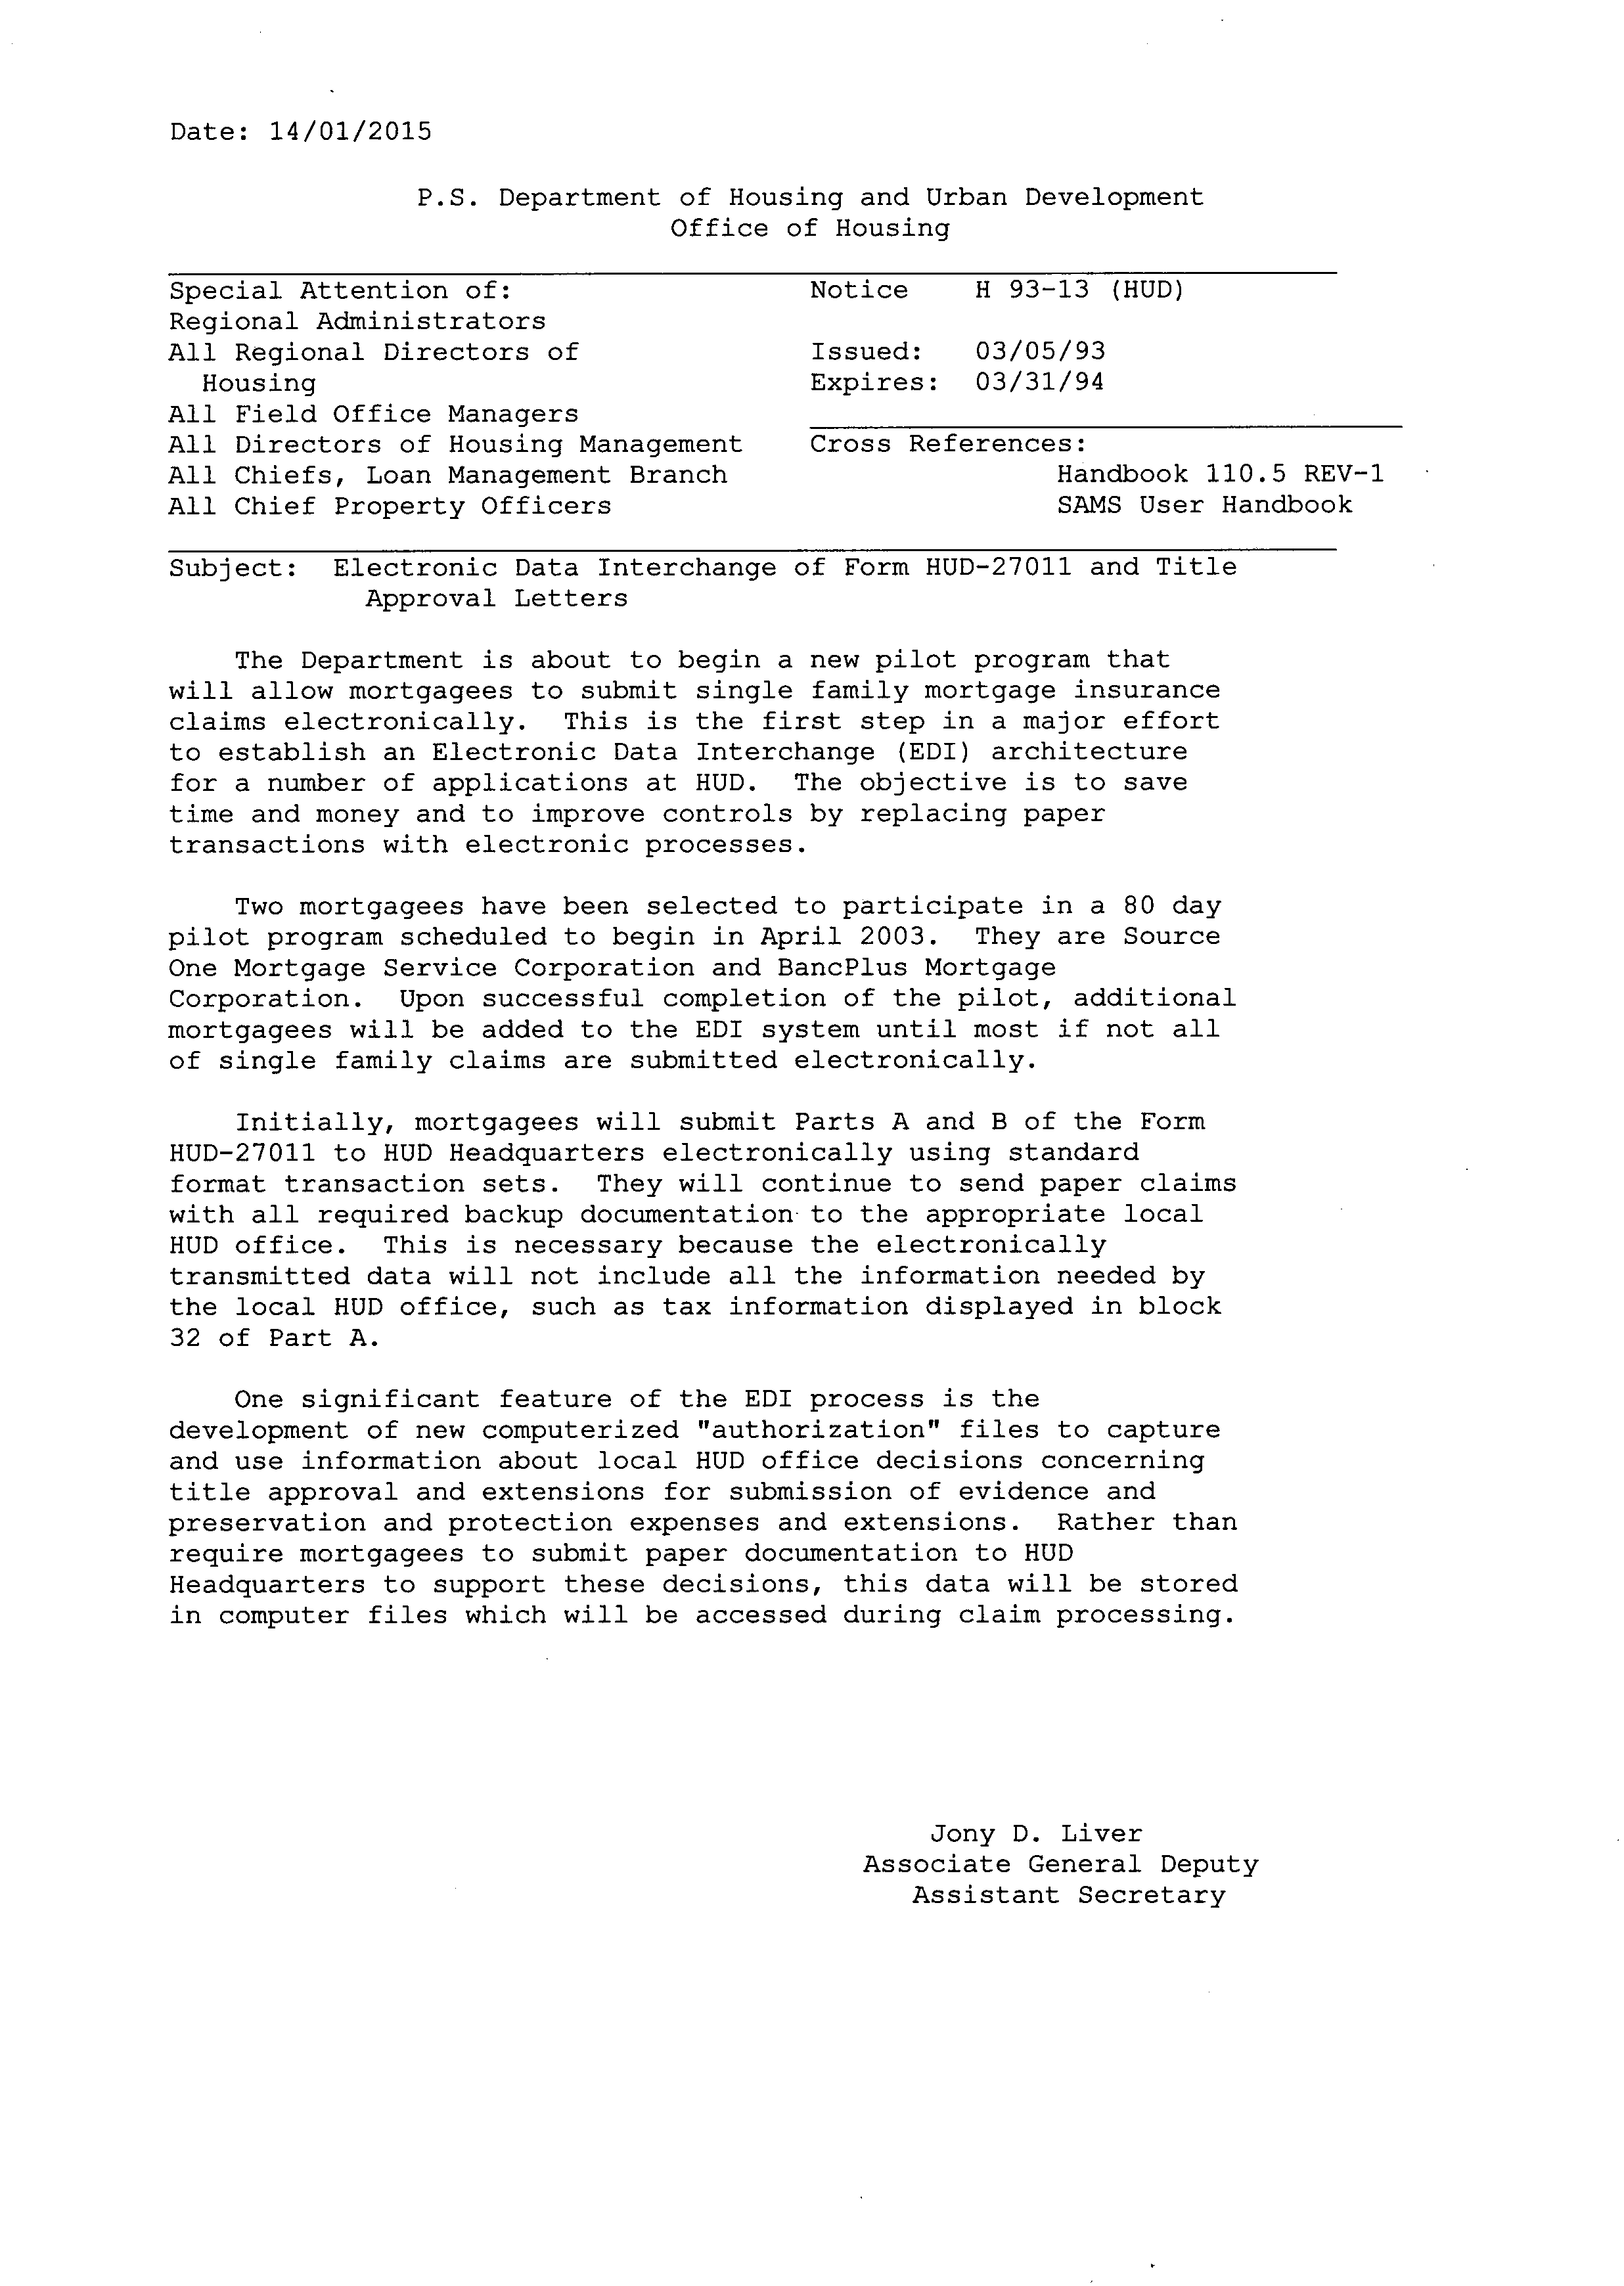 Date: 14/01/2015
P.S. Department of Housing and Urban Development
Office of Housing
Special Attention of:
Regional Administrators
All Regional Directors of
Housing
All Field Office Managers
All Directors of Housing Management
All Chiefs, Loan Management Branch
All Chief Property Officers
Notice H 93-13 (HUD)
Issued: 03/05/93
Expires: 03/31/94
Cross References:
Handbook 110.5 REV-1
SAMS User Handbook
Subject: Electronic Data Interchange of Form HUD-27011 and Title
Approval Letters
The Department is about to begin a new pilot program that
will allow mortgagees to submit single family mortgage insurance
claims electronically. This is the first step in a major effort
to establish an Electronic Data Interchange (EDI) architecture
for a number of applications at HUD. The objective is to save
time and money and to improve controls by replacing paper
transactions with electronic processes.
Two mortgagees have been selected to participate in a 80 day
pilot program scheduled to begin in April 2003. They are Source
One Mortgage Service Corporation and BancPlus Mortgage
Corporation. Upon successful completion of the pilot, additional
mortgagees will be added to the EDI system until most if not all
of single family claims are submitted electronically.
Initially, mortgagees will submit Parts A and B of the Form
HUD-27011 to HUD Headquarters electronically using standard
format transaction sets. They will continue to send paper claims
with all required backup documentation to the appropriate local
HUD office. This is necessary because the electronically
transmitted data will not include all the information needed by
the local HUD office, such as tax information displayed in block
32 of Part A.
One significant feature of the EDI process is the
development of new computerized "authorization" files to capture
and use information about local HUD office decisions concerning
title approval and extensions for submission of evidence and
preservation and protection expenses and extensions. Rather than
require mortgagees to submit paper documentation to HUD
Headquarters to support these decisions, this data will be stored
in computer files which will be accessed during claim processing.
Jony D. Liver
Associate General Deputy
Assistant Secretary